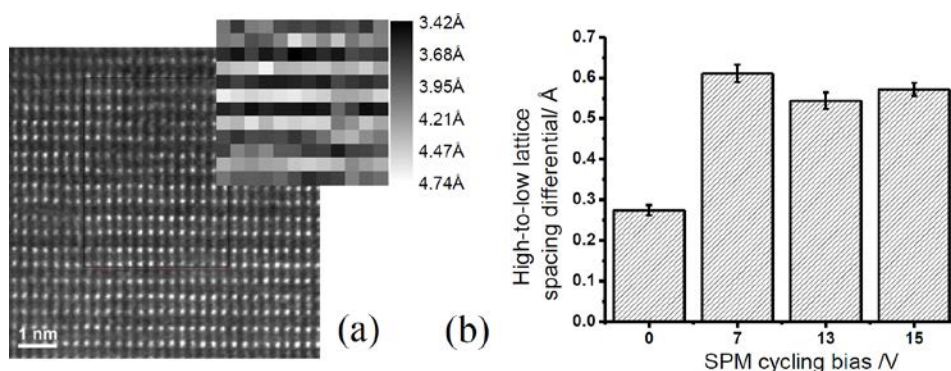 3.42Å
3.68Å
3.95Å
4.21Å
4.47Å
4.74Å
1 nm
(a)
(b)
High-to-low lattice
spacing differential/ Å
0.7
0.6
0.5
0.4
0.3
0.2
0.1
0.0
0
7
13
15
SPM cycling bias /V